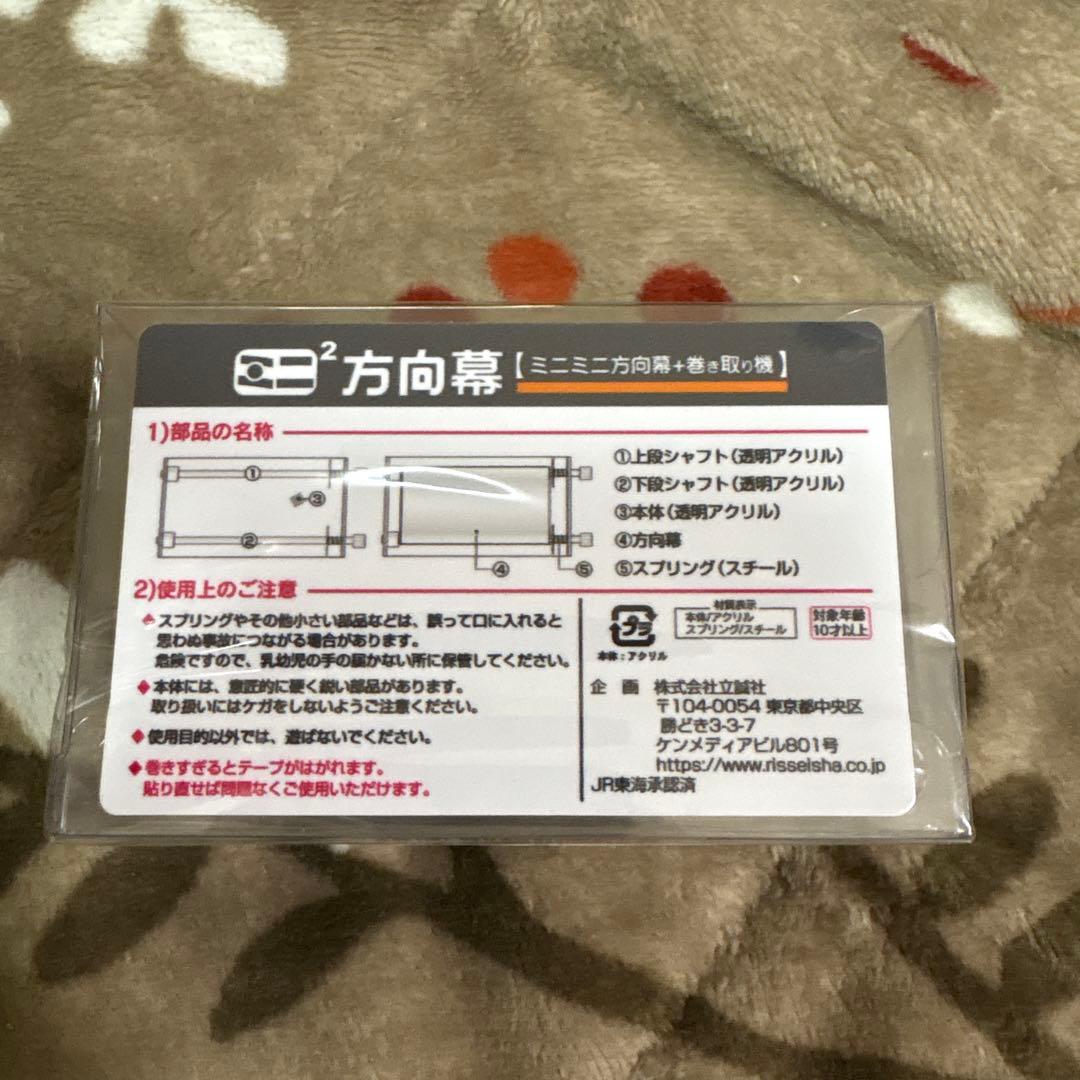 2 方向幕【ミニミニ方向幕+巻き取り機】
1)部品の名称
① ③ ②
④ ⑤
①上段シャフト(透明アクリル)
②下段シャフト(透明アクリル)
③本体(透明アクリル)
④方向幕
⑤スプリング(スチール)
2)使用上のご注意
◆スプリングやその他小さい部品などは、誤って口に入れると
思わぬ事故につながる場合があります。
危険ですので、乳幼児の手の届かない所に保管してください。
◆本体には、意匠的に硬く鋭い部品があります。
取り扱いにはケガをしないようご注意ください。
◆使用目的以外では、遊ばないでください。
◆巻きすぎるとテープがはがれます。
貼り直せば問題なくご使用いただけます。
プラ
本体:アクリル
材質表示
本体/アクリル
スプリング/スチール
対象年齢
10才以上
企 画 株式会社立誠社
〒104-0054 東京都中央区
勝どき3-3-7
ケンメディアビル801号
https://www.risseisha.co.jp
JR東海承認済